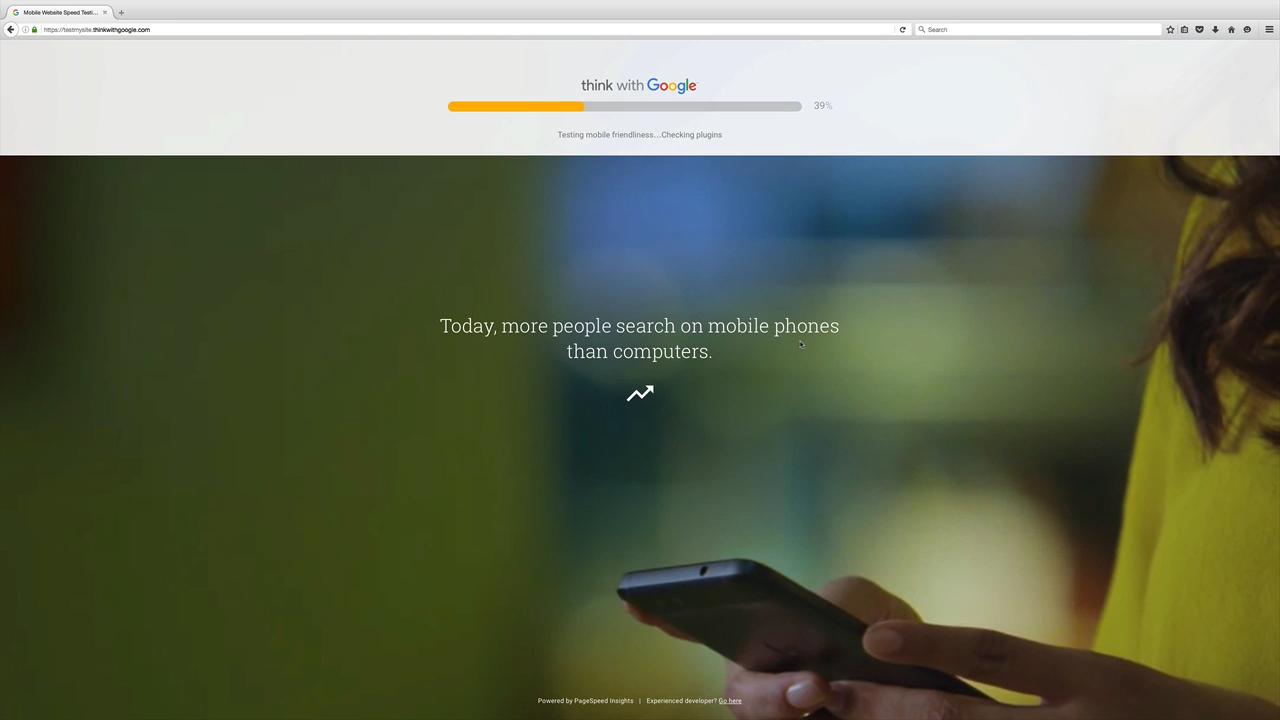 Mobile Website Speed Testi...
https://testmysite.thinkwithgoogle.com
Search
think with Google
39%
Testing mobile friendliness...Checking plugins
Today, more people search on mobile phones
than computers.
Powered by PageSpeed Insights | Experienced developer? Go here